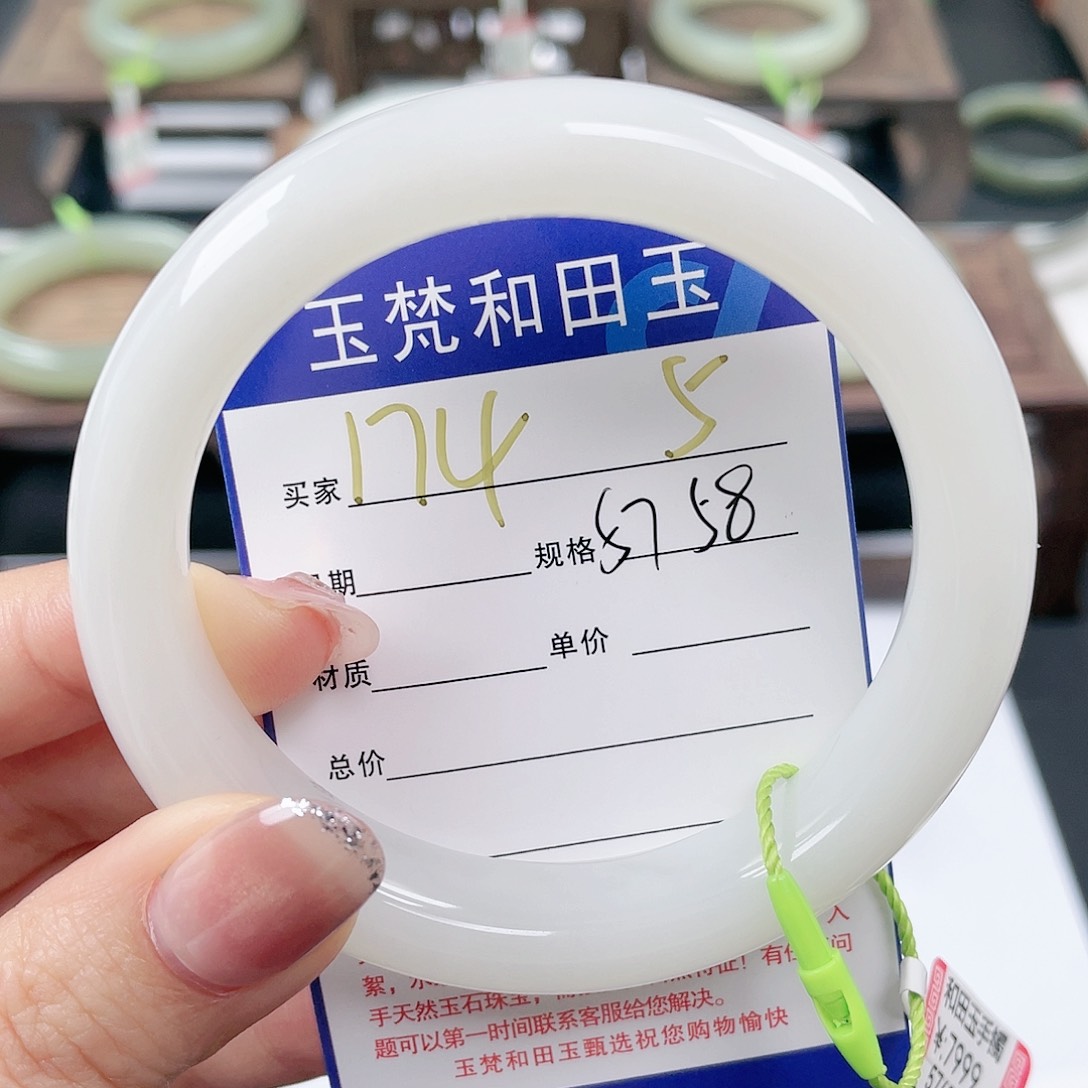 玉梵和田玉
买家 174 5
期 规格 57 58
材质 单价
总价
入
絮，
手天然玉石珠宝，
题可以第一时间联系客服给您解决。
玉梵和田玉甄选祝您购物愉快
和田玉手镯
¥:7999
57